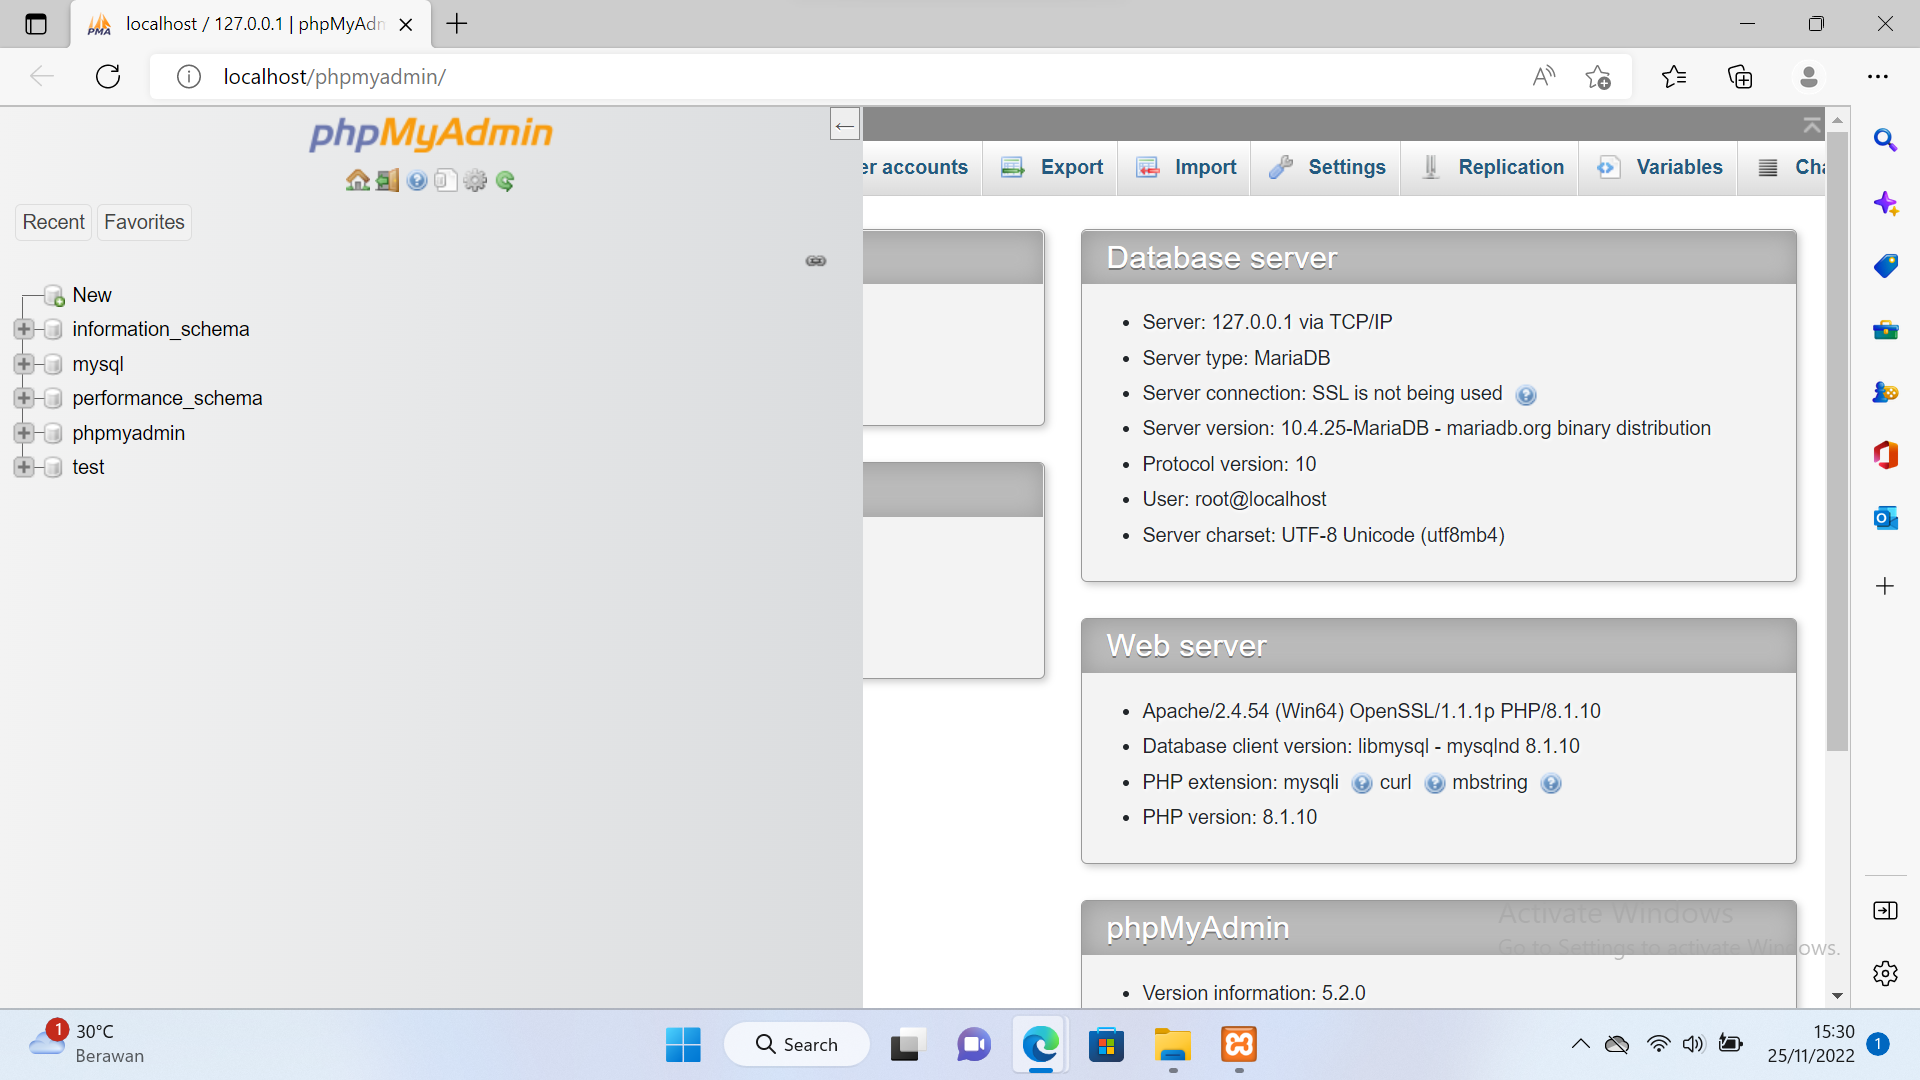 localhost / 127.0.0.1 | phpMyAdm
localhost/phpmyadmin/
phpMyAdmin
Recent
Favorites
New
information_schema
mysql
performance_schema
phpmyadmin
test
er accounts
Export
Import
Settings
Replication
Variables
Cha
Database server
Server: 127.0.0.1 via TCP/IP
Server type: MariaDB
Server connection: SSL is not being used
Server version: 10.4.25-MariaDB - mariadb.org binary distribution
Protocol version: 10
User: root@localhost
Server charset: UTF-8 Unicode (utf8mb4)
Web server
Apache/2.4.54 (Win64) OpenSSL/1.1.1p PHP/8.1.10
Database client version: libmysql - mysqlnd 8.1.10
PHP extension: mysqli curl mbstring
PHP version: 8.1.10
phpMyAdmin
Version information: 5.2.0
Activate Windows
Go to Settings to activate Windows.
1
30°C
Berawan
Search
15:30
25/11/2022
1